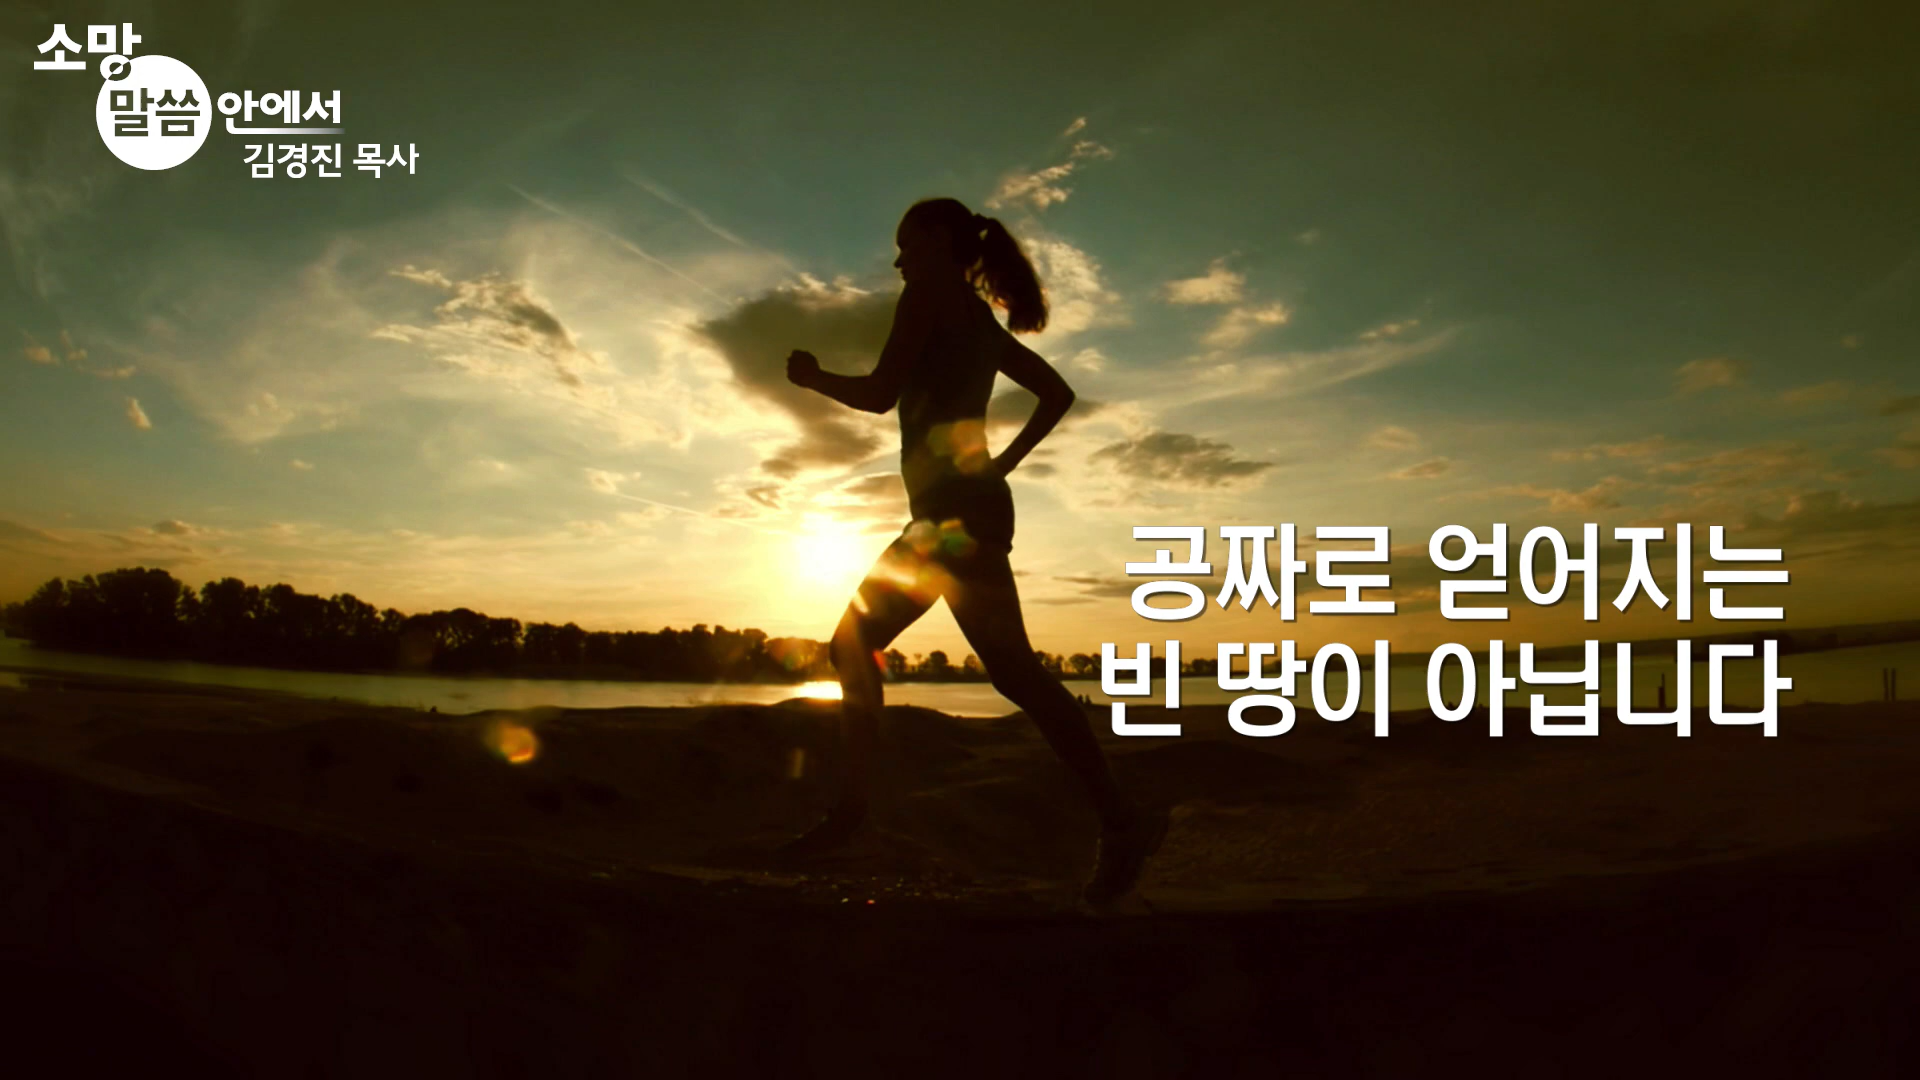 소망
말씀 안에서
김경진 목사
공짜로 얻어지는
빈 땅이 아닙니다